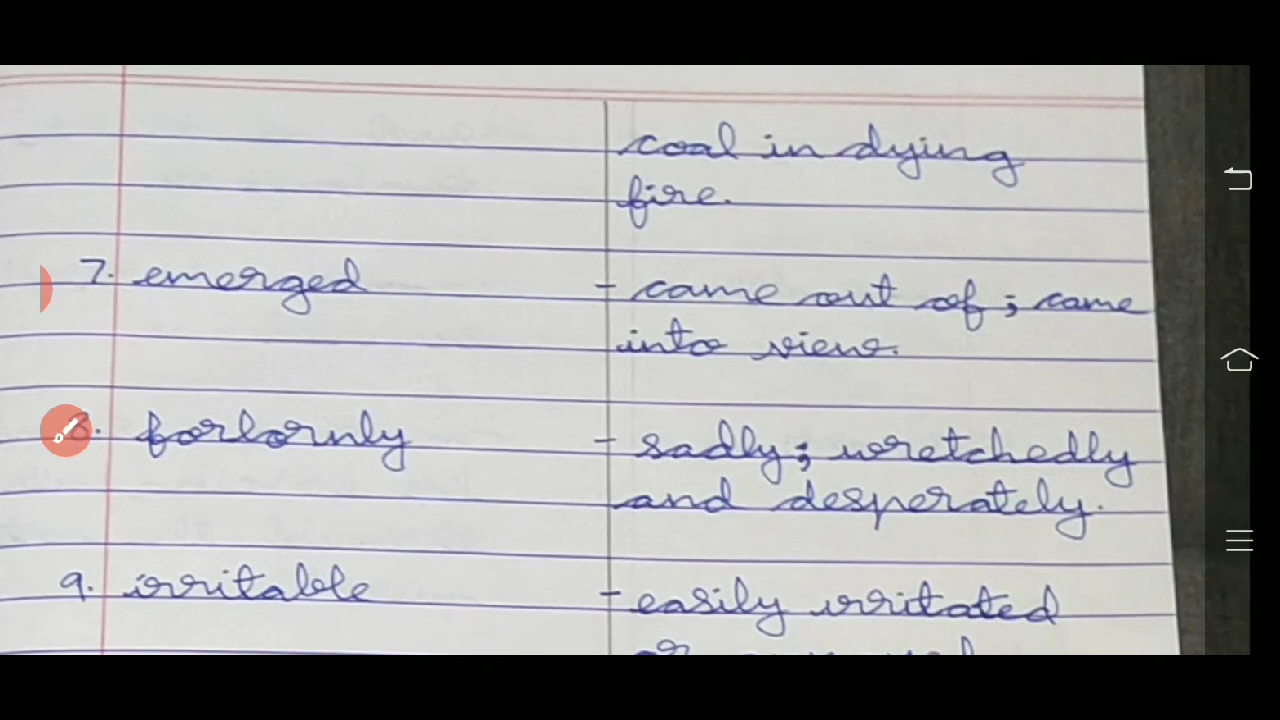 coal in dying
fire.
7. emerged - came out of ; came
into view.
8. forlornly - sadly ; wretchedly
and desperately.
9. irritable - easily irritated
or